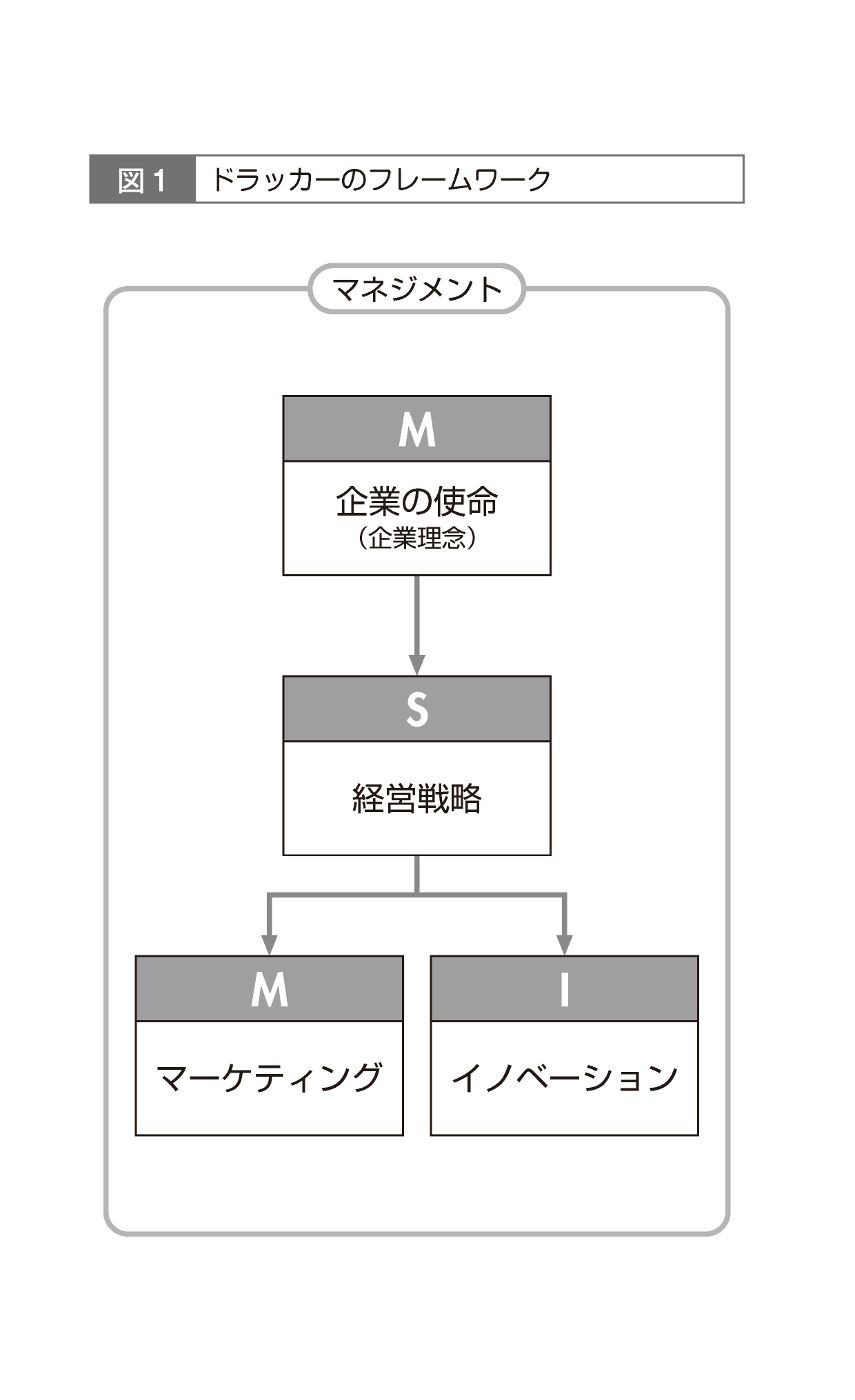 図1 ドラッカーのフレームワーク
マネジメント
M
企業の使命
（企業理念）
S
経営戦略
M
マーケティング
I
イノベーション